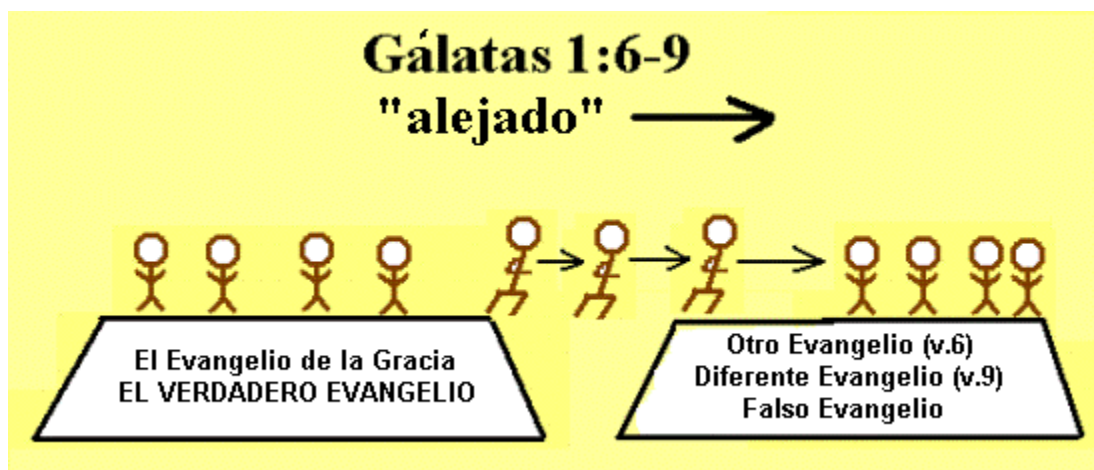 Gálatas 1:6-9
"alejado"
El Evangelio de la Gracia
EL VERDADERO EVANGELIO
Otro Evangelio (v.6)
Diferente Evangelio (v.9)
Falso Evangelio